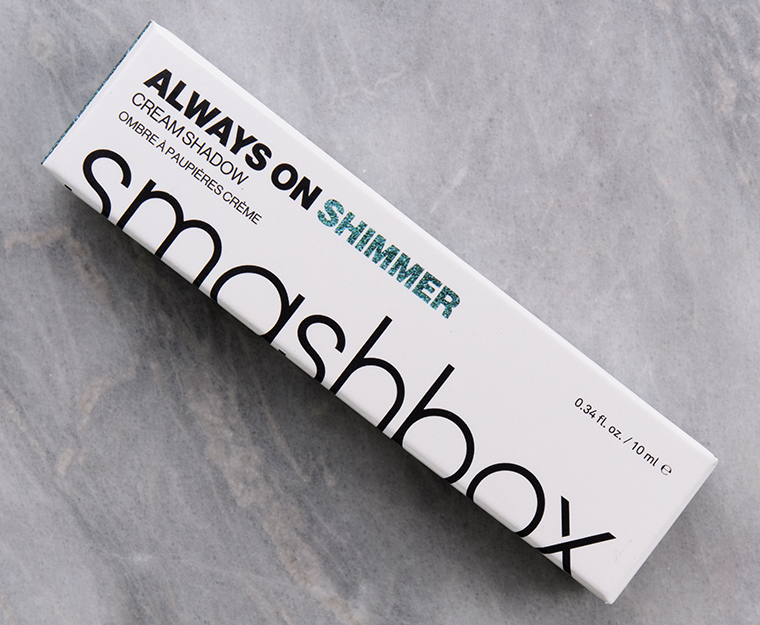 ALWAYS ON SHIMMER
CREAM SHADOW
OMBRE À PAUPIÈRES CRÈME
smashbox
0.34 fl. oz. / 10 ml ℮